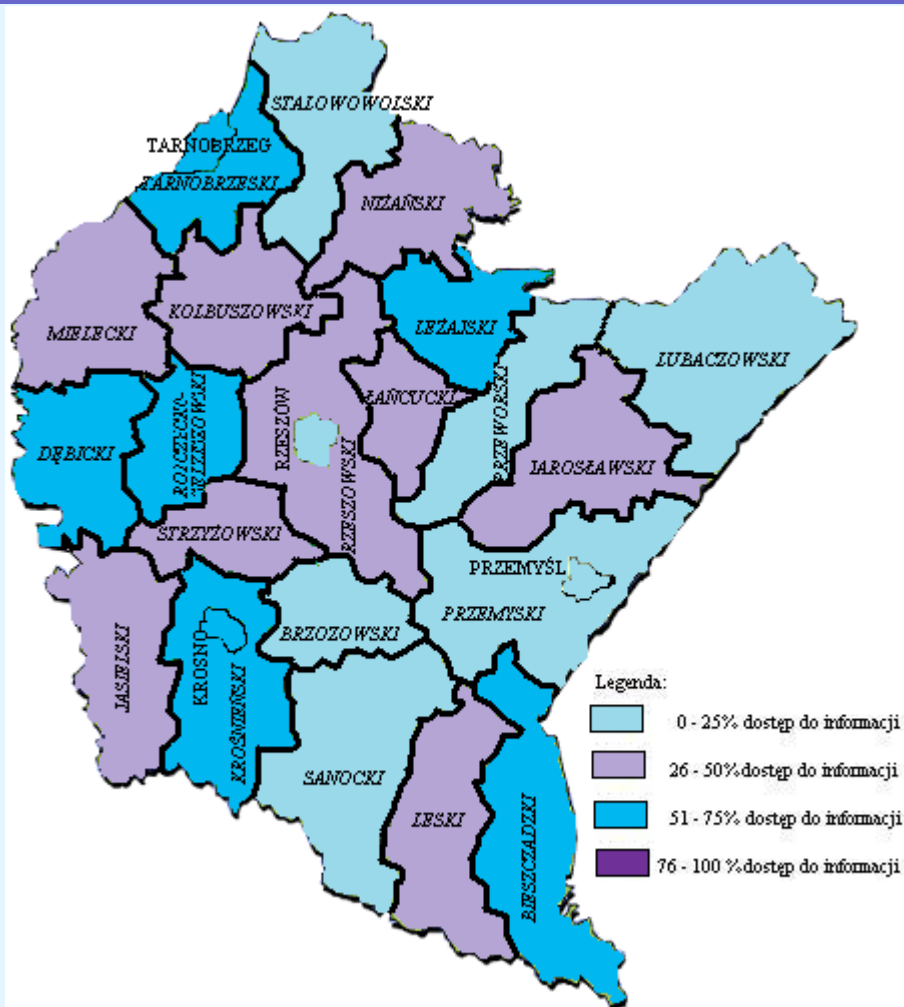 STALOWOWOLSKI
TARNOBRZEG
TARNOBRZESKI
NIŻAŃSKI
KOLBUSZOWSKI
MIELECKI
LEŻAJSKI
LUBACZOWSKI
ŁAŃCUCKI
PRZEWORSKI
RZESZÓW
DĘBICKI
JAROSŁAWSKI
RZESZOWSKI
STRZYŻOWSKI
PRZEMYŚL
PRZEMYSKI
BRZOZOWSKI
KROSNO
JASIELSKI
KROŚNIEŃSKI
SANOCKI
LESKI
BIESZCZADZKI
Legenda:
0 - 25% dostęp do informacji
26 - 50% dostęp do informacji
51 - 75% dostęp do informacji
76 - 100 % dostęp do informacji